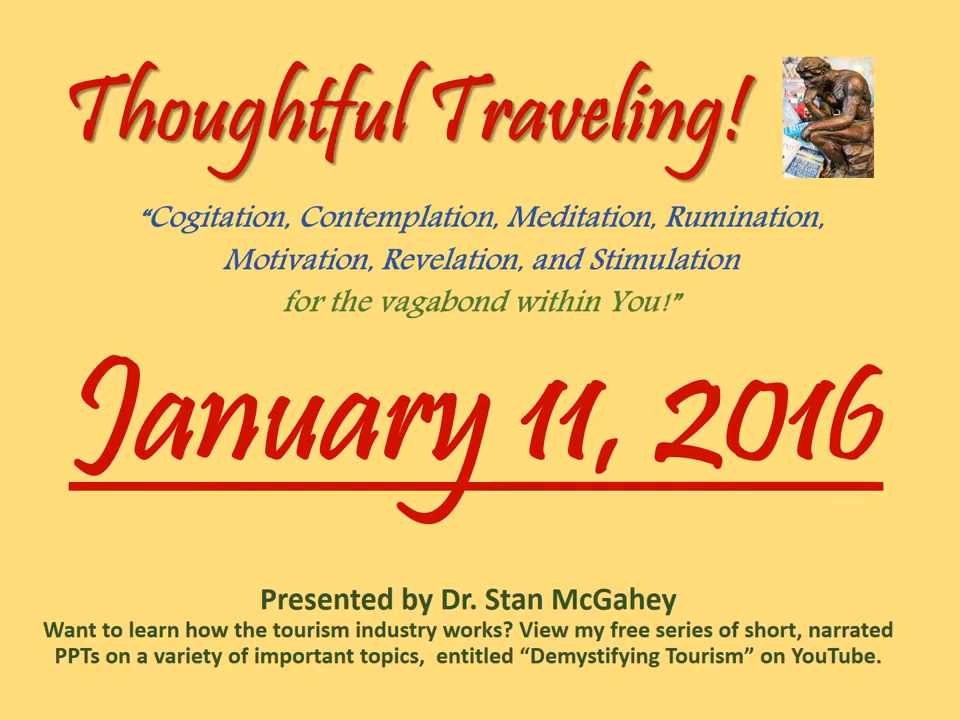 Thoughtful Traveling!
“Cogitation, Contemplation, Meditation, Rumination,
Motivation, Revelation, and Stimulation
for the vagabond within You!”
January 11, 2016
Presented by Dr. Stan McGahey
Want to learn how the tourism industry works? View my free series of short, narrated
PPTs on a variety of important topics,  entitled “Demystifying Tourism” on YouTube.